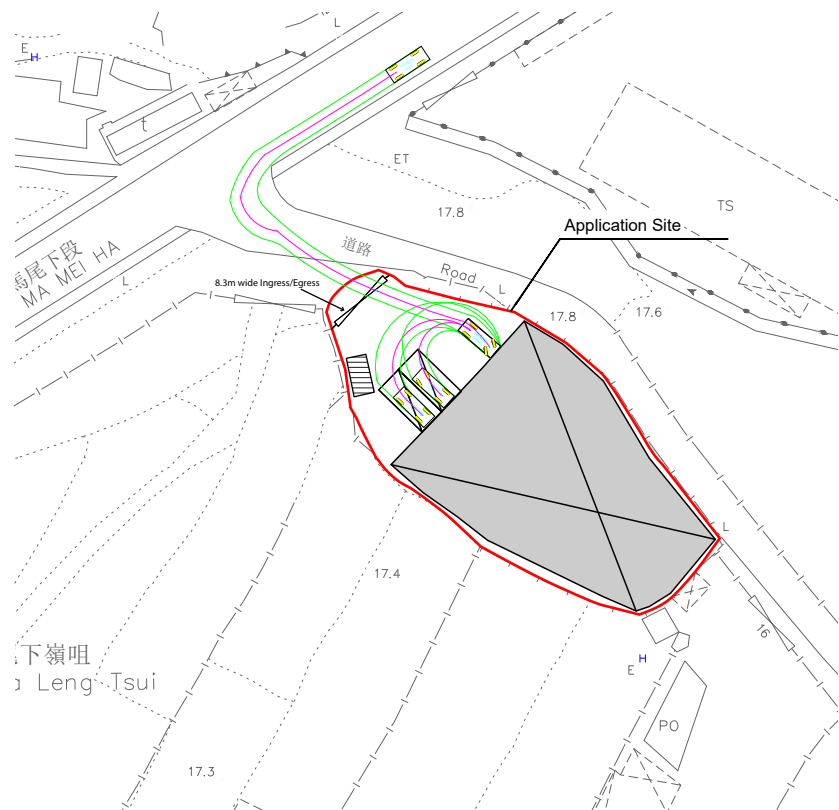 L
E
H
t
ET
17.8
TS
Application Site
道路
Road
馬尾下段
MA MEI HA
L
8.3m wide Ingress/Egress
L
17.8
17.6
17.4
L
16
下嶺咀
Leng Tsui
H
E
PO
17.3